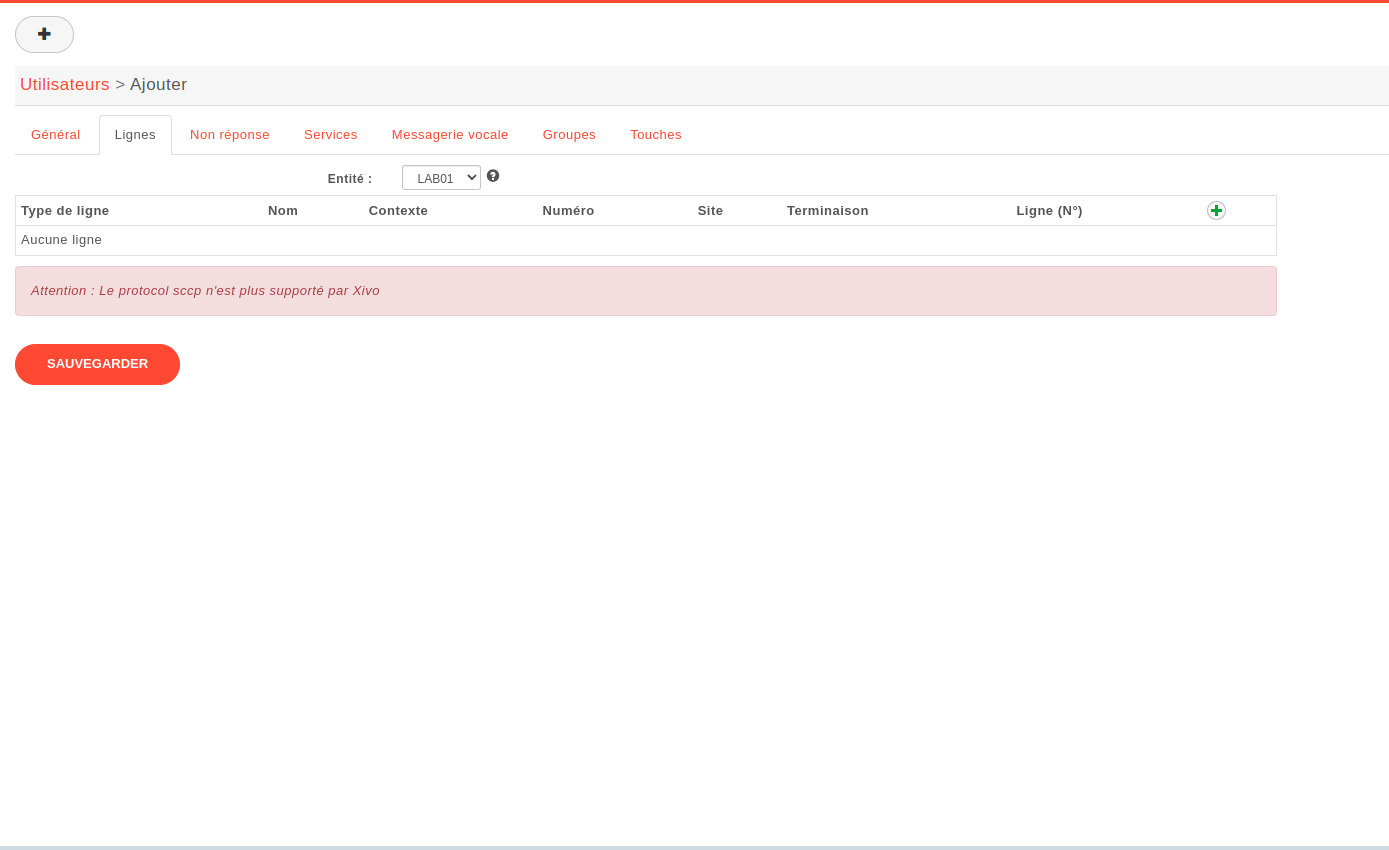 Utilisateurs > Ajouter
Général Lignes Non réponse Services Messagerie vocale Groupes Touches
Entité : LAB01
Type de ligne Nom Contexte Numéro Site Terminaison Ligne (N°)
Aucune ligne
Attention : Le protocol sccp n'est plus supporté par Xivo
SAUVEGARDER